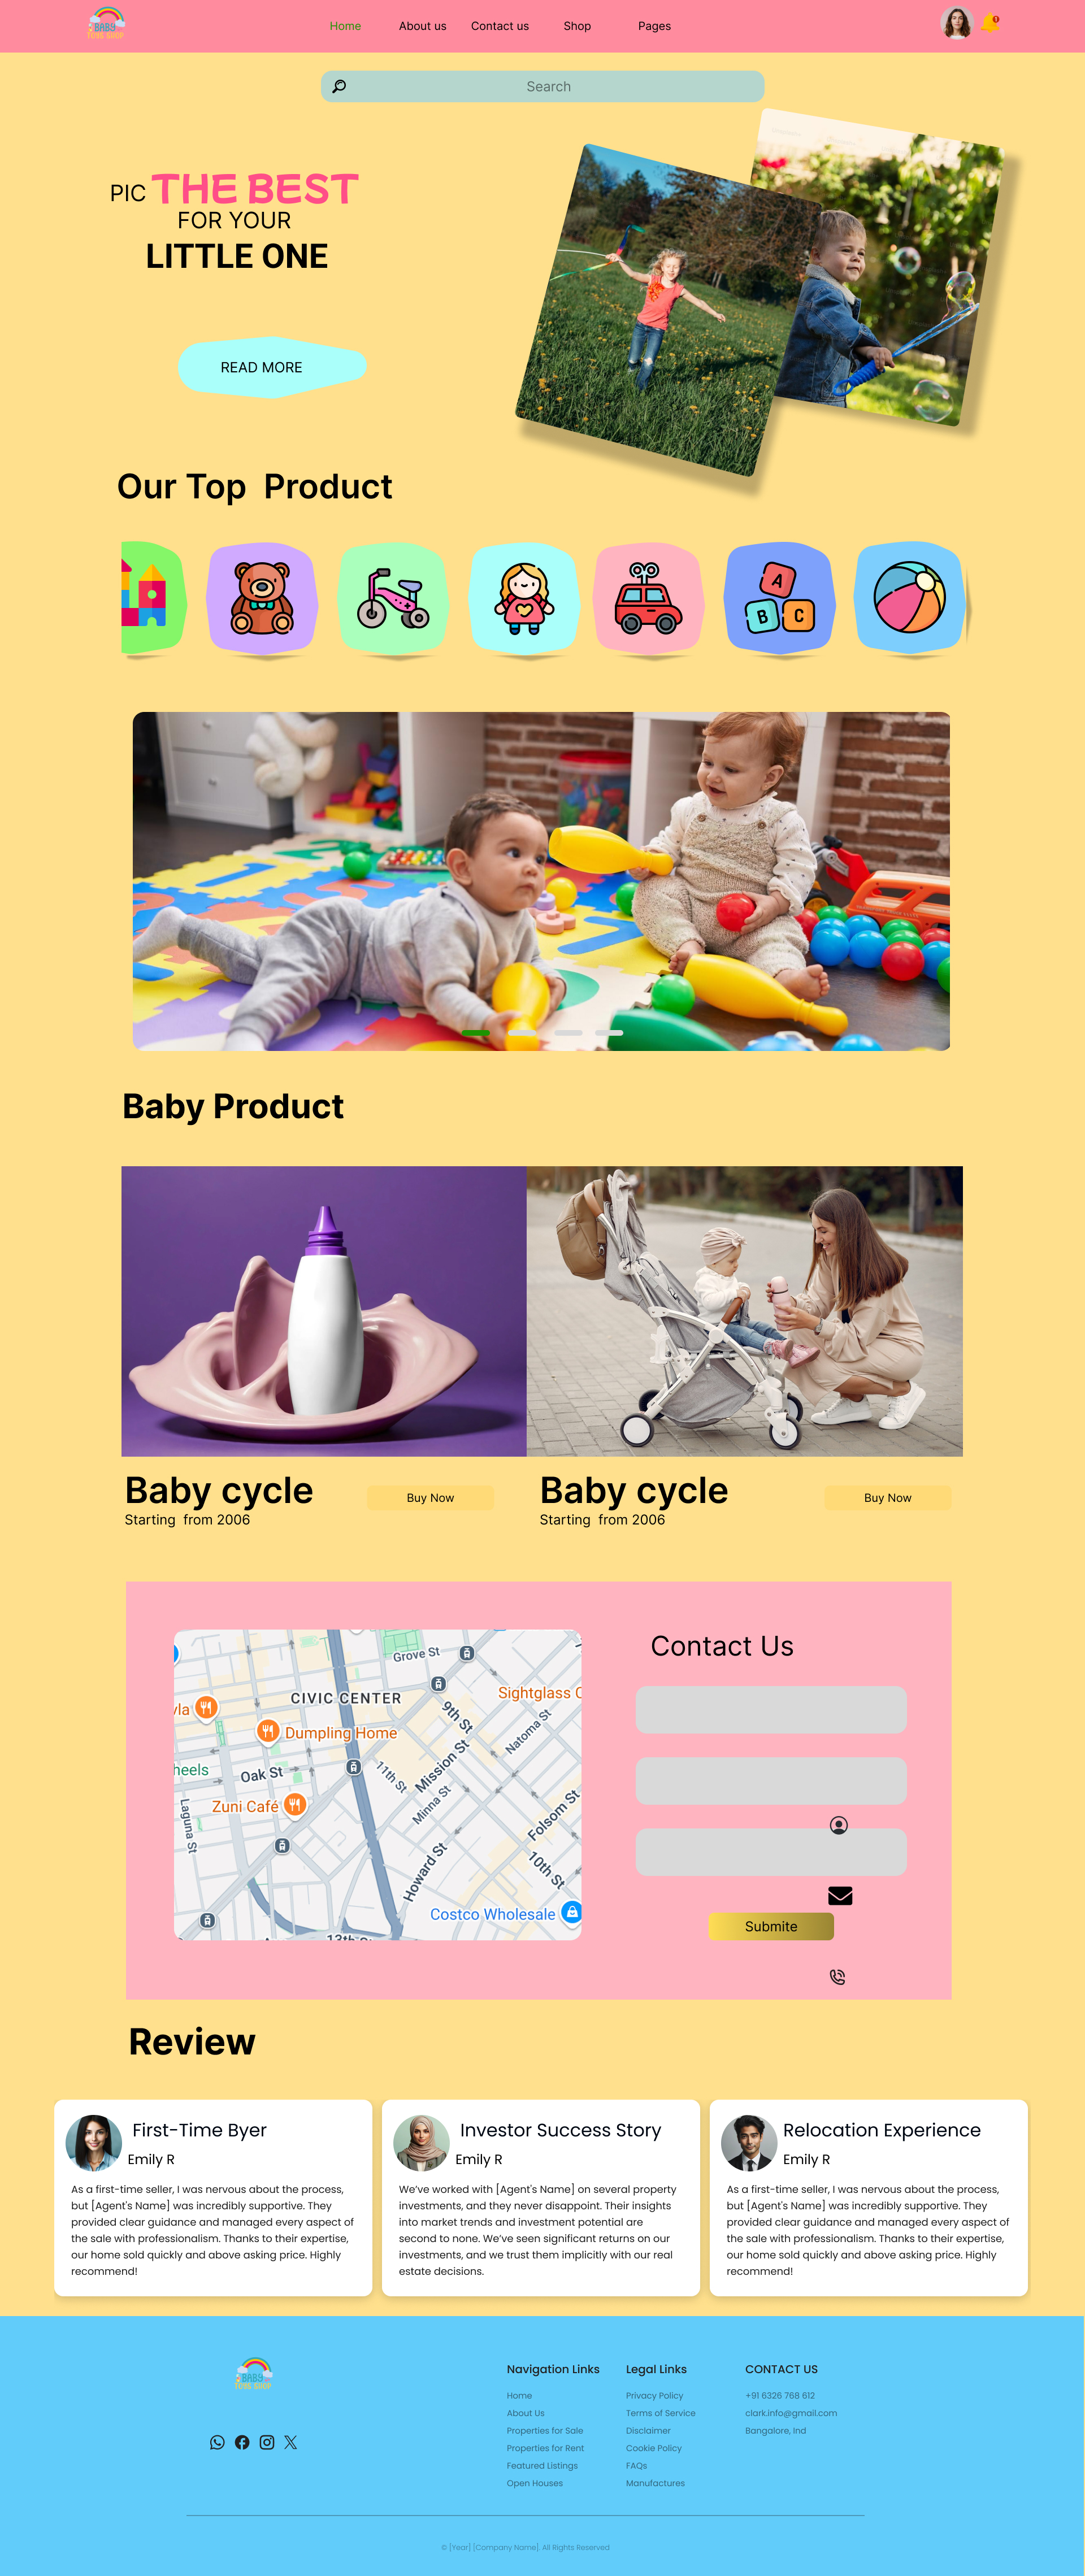 BABY
TOYS SHOP
Home About us Contact us Shop Pages
Search
PIC THE BEST
FOR YOUR
LITTLE ONE
READ MORE
Our Top Product
A
B C
Baby Product
Baby cycle
Starting from 2006
Buy Now
Baby cycle
Starting from 2006
Buy Now
Grove St
CIVIC CENTER
Sightglass C
vla
Dumpling Home
9th St
Natoma St
heels
Oak St
11th St
Mission St
Zuni Café
Minna St
Laguna St
Folsom St
Howard St
10th St
Costco Wholesale
13th St
Contact Us
Submite
Review
First-Time Byer
Emily R
As a first-time seller, I was nervous about the process,
but [Agent's Name] was incredibly supportive. They
provided clear guidance and managed every aspect of
the sale with professionalism. Thanks to their expertise,
our home sold quickly and above asking price. Highly
recommend!
Investor Success Story
Emily R
We've worked with [Agent's Name] on several property
investments, and they never disappoint. Their insights
into market trends and investment potential are
second to none. We've seen significant returns on our
investments, and we trust them implicitly with our real
estate decisions.
Relocation Experience
Emily R
As a first-time seller, I was nervous about the process,
but [Agent's Name] was incredibly supportive. They
provided clear guidance and managed every aspect of
the sale with professionalism. Thanks to their expertise,
our home sold quickly and above asking price. Highly
recommend!
BABY
TOYS SHOP
Navigation Links
Home
About Us
Properties for Sale
Properties for Rent
Featured Listings
Open Houses
Legal Links
Privacy Policy
Terms of Service
Disclaimer
Cookie Policy
FAQs
Manufactures
CONTACT US
+91 6326 768 612
clark.info@gmail.com
Bangalore, Ind
© [Year] [Company Name]. All Rights Reserved